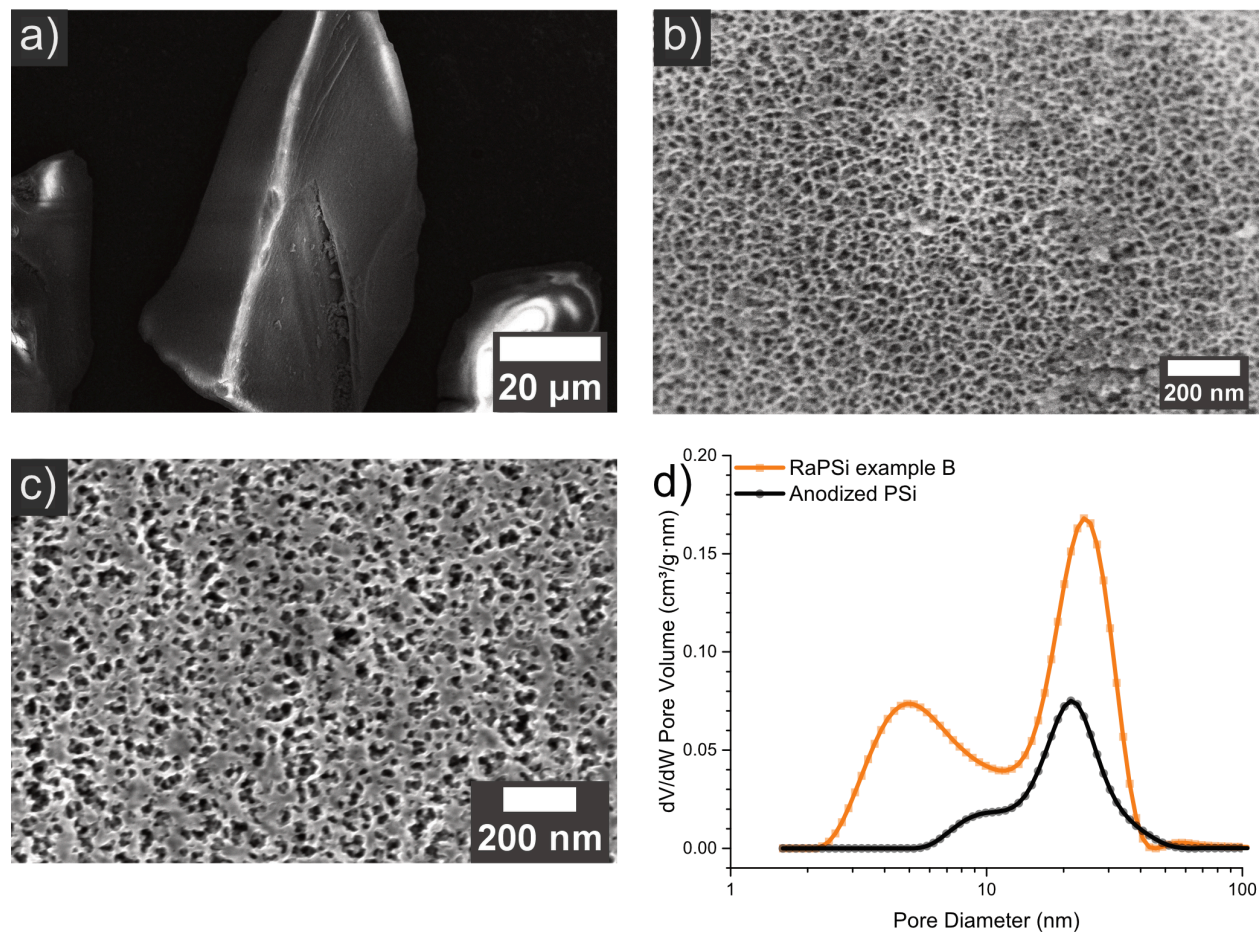 a)
20 µm
b)
200 nm
c)
200 nm
d)
RaPSi example B
Anodized PSi
dV/dW Pore Volume (cm³/g·nm)
0.20
0.15
0.10
0.05
0.00
1
10
100
Pore Diameter (nm)